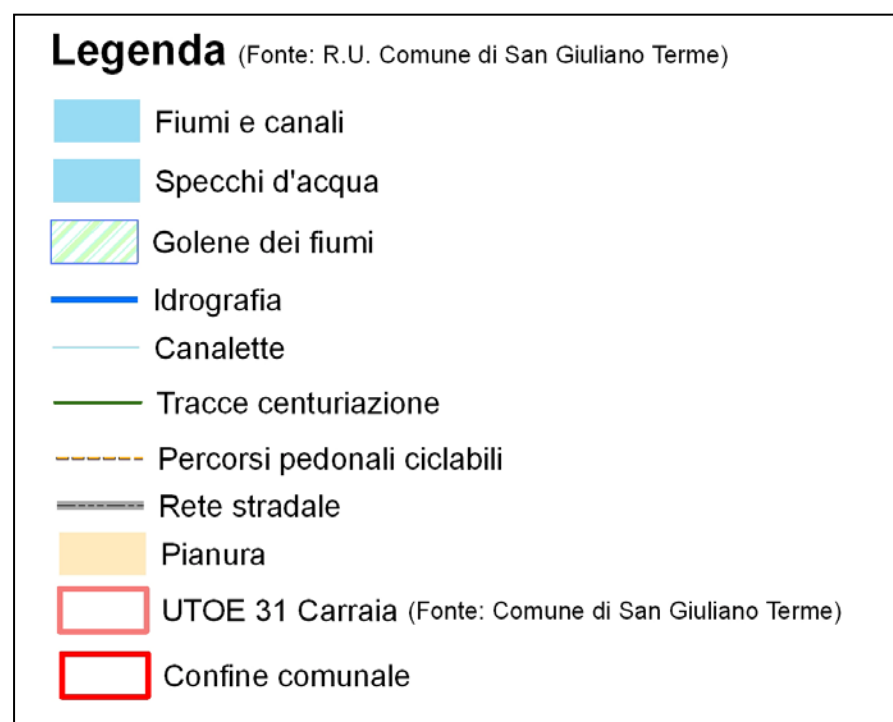 Legenda (Fonte: R.U. Comune di San Giuliano Terme)
Fiumi e canali
Specchi d'acqua
Golene dei fiumi
Idrografia
Canalette
Tracce centuriazione
Percorsi pedonali ciclabili
Rete stradale
Pianura
UTOE 31 Carraia (Fonte: Comune di San Giuliano Terme)
Confine comunale